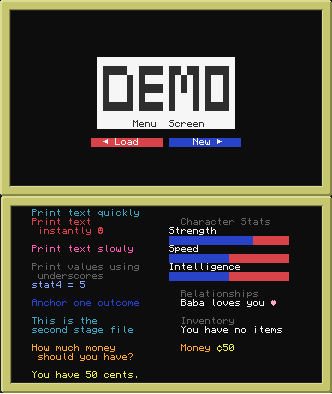 DEMO
Menu Screen
◄ Load
New ►
Print text quickly
Print text
instantly 0
Print text slowly
Print values using
underscores
stat4 = 5
Anchor one outcome
This is the
second stage file
How much money
should you have?
You have 50 cents.
Character Stats
Strength
Speed
Intelligence
Relationships
Baba loves you ♥
Inventory
You have no items
Money ¢50